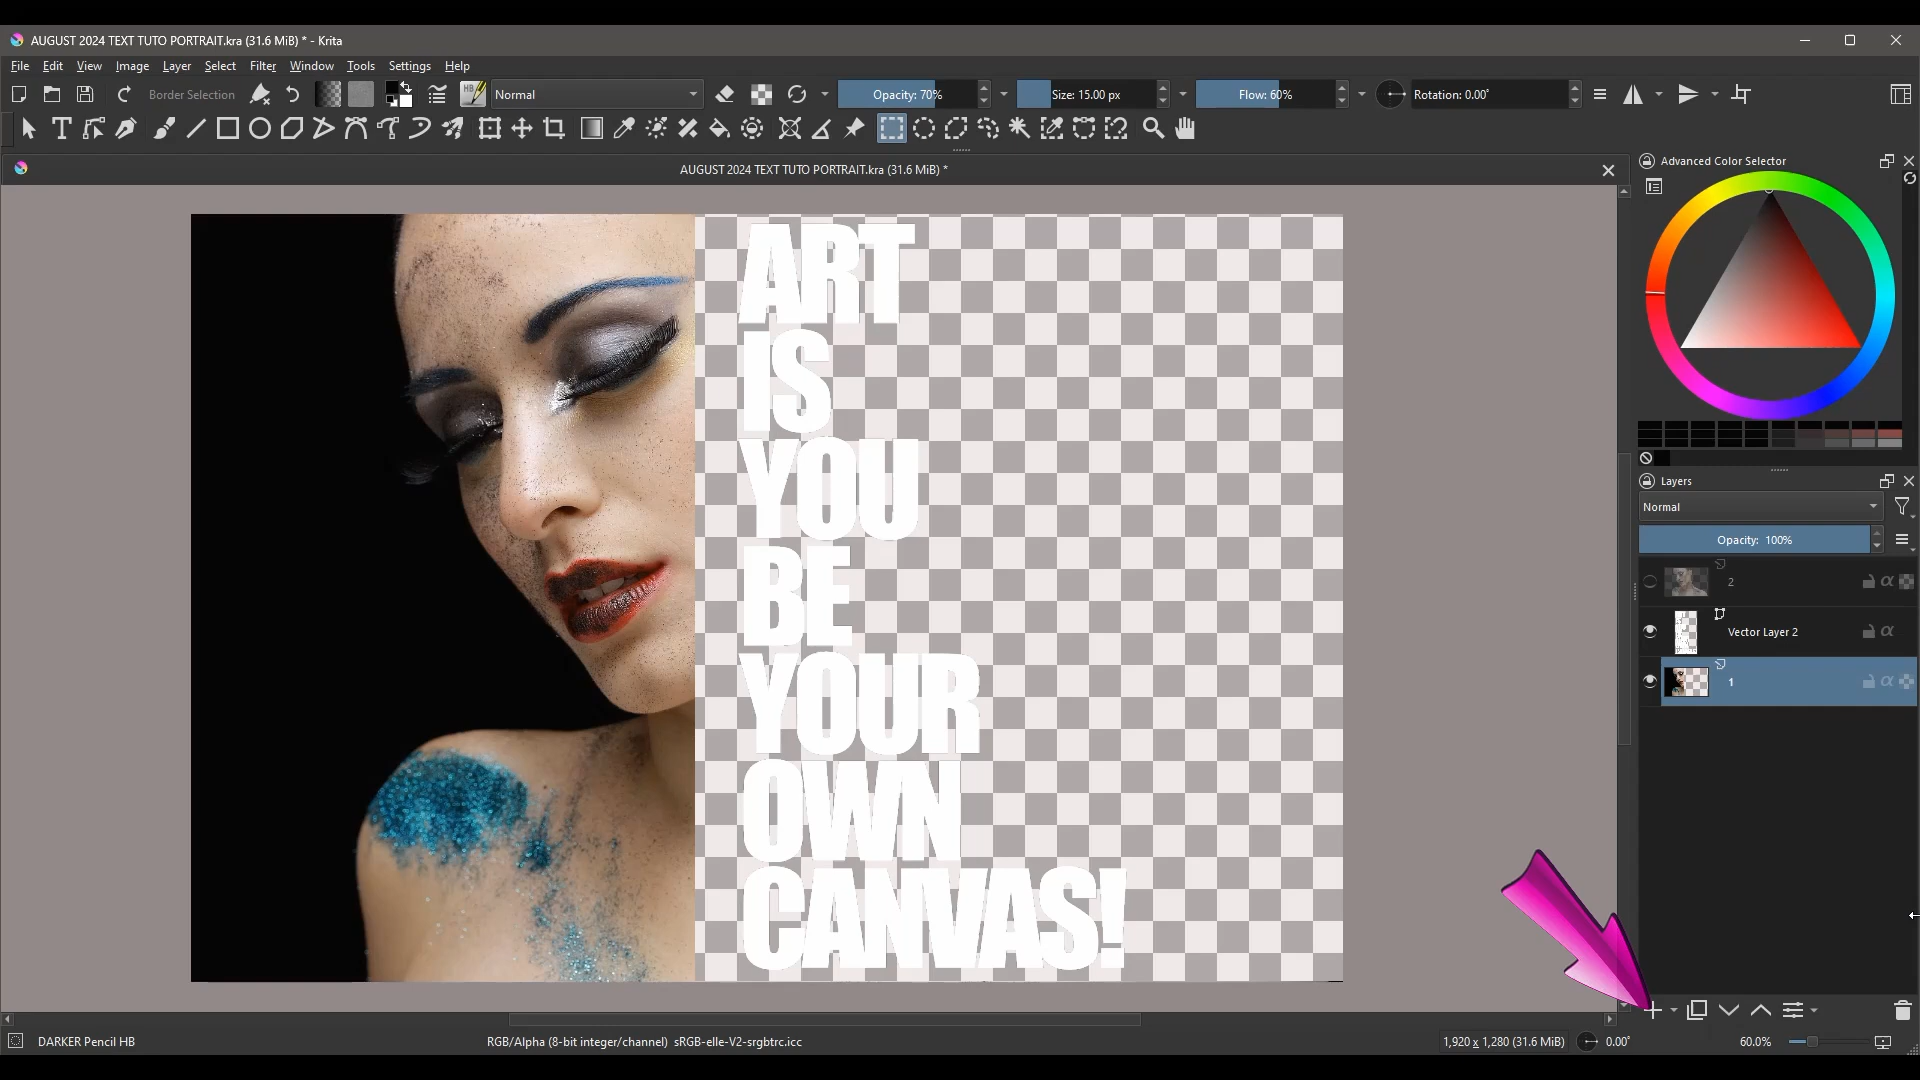 AUGUST 2024 TEXT TUTO PORTRAIT.kra (31.6 MiB) * - Krita
File Edit View Image Layer Select Filter Window Tools Settings Help
Border Selection
HB
Normal
Opacity: 70%
Size: 15.00 px
Flow: 60%
Rotation: 0.00°
AUGUST 2024 TEXT TUTO PORTRAIT.kra (31.6 MiB) *
Advanced Color Selector
ART
IS
YOU
BE
YOUR
OWN
CANVAS!
Layers
Normal
Opacity: 100%
2
Vector Layer 2
1
DARKER Pencil HB
RGB/Alpha (8-bit integer/channel) sRGB-elle-V2-srgbtrc.icc
1,920 x 1,280 (31.6 MiB)
0.00°
60.0%